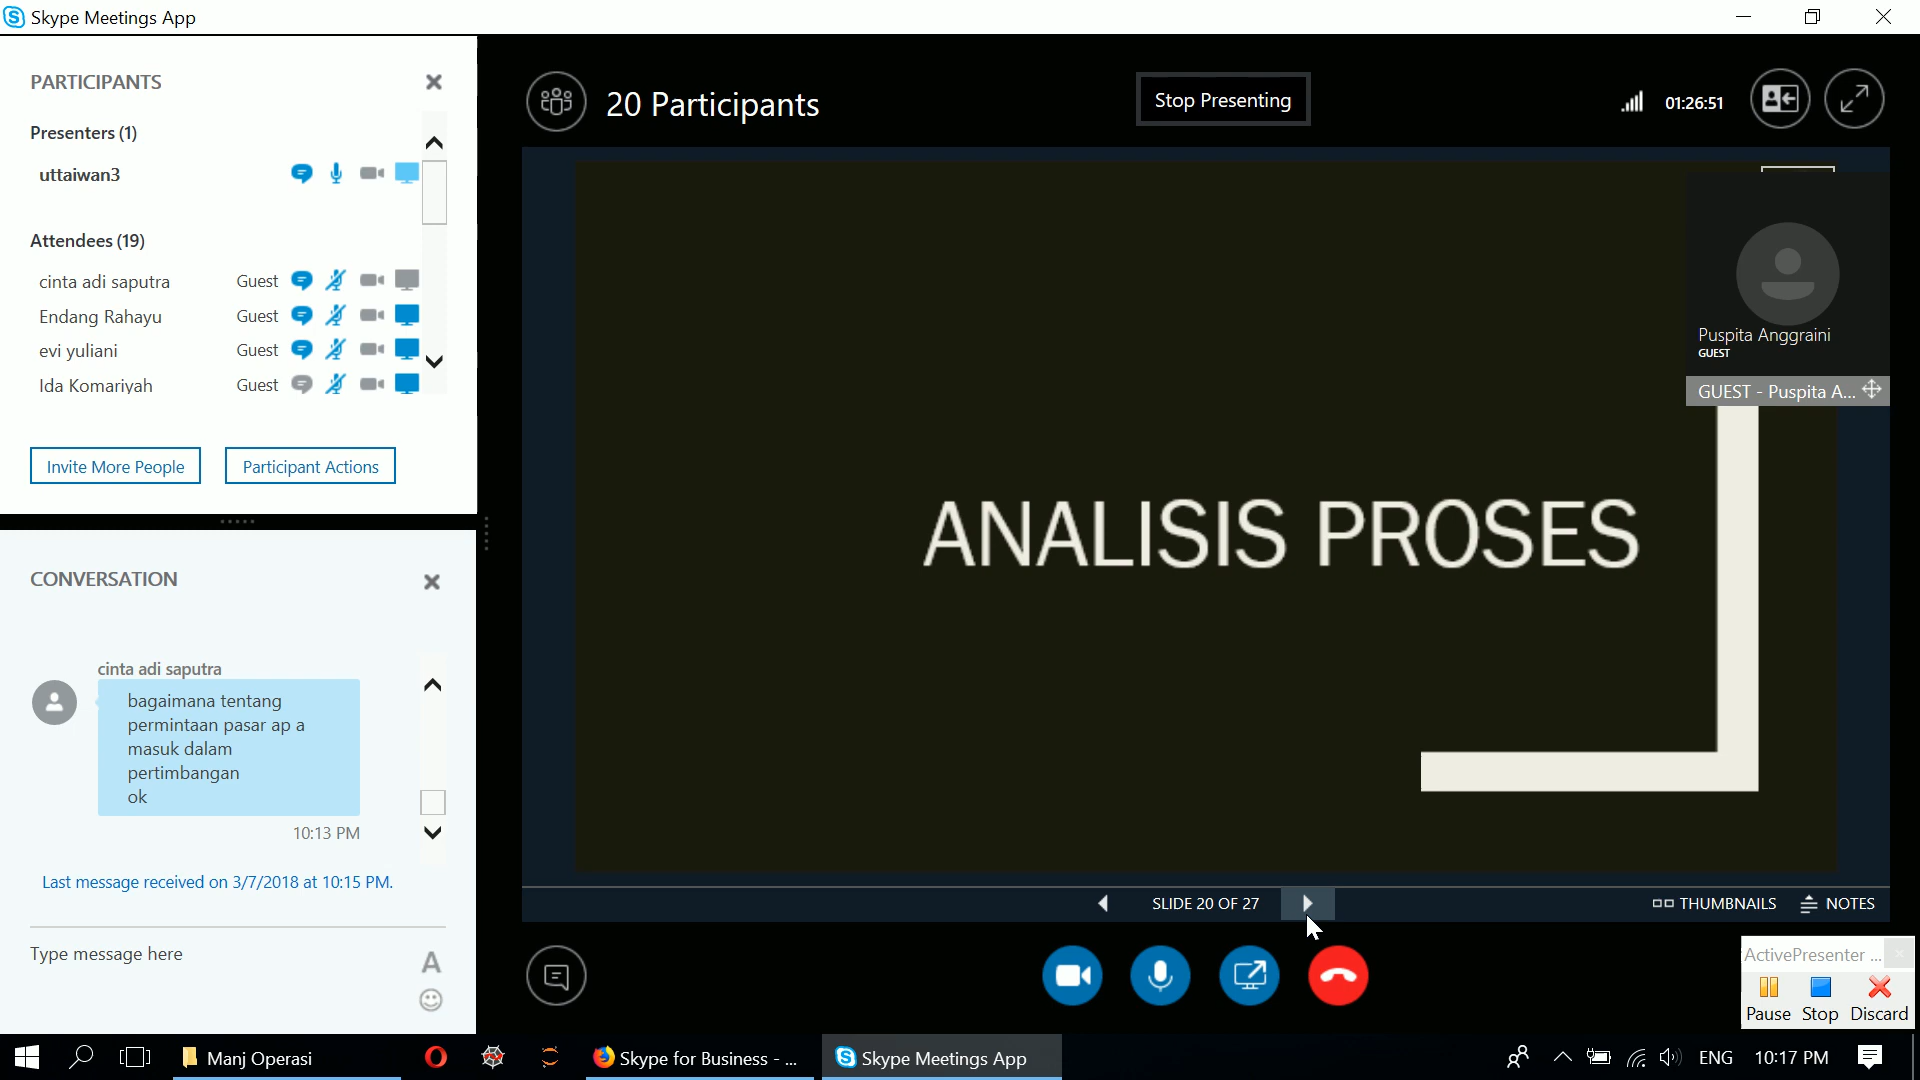 Skype Meetings App
PARTICIPANTS
Presenters (1)
uttaiwan3
Attendees (19)
cinta adi saputra Guest
Endang Rahayu Guest
evi yuliani Guest
Ida Komariyah Guest
Invite More People Participant Actions
CONVERSATION
cinta adi saputra
bagaimana tentang
permintaan pasar ap a
masuk dalam
pertimbangan
ok
10:13 PM
Last message received on 3/7/2018 at 10:15 PM.
Type message here
A
20 Participants
Stop Presenting
01:26:51
Puspita Anggraini
GUEST
GUEST - Puspita A...
ANALISIS PROSES
SLIDE 20 OF 27
THUMBNAILS
NOTES
ActivePresenter ...
Pause Stop Discard
Manj Operasi
Skype for Business - ...
Skype Meetings App
ENG
10:17 PM